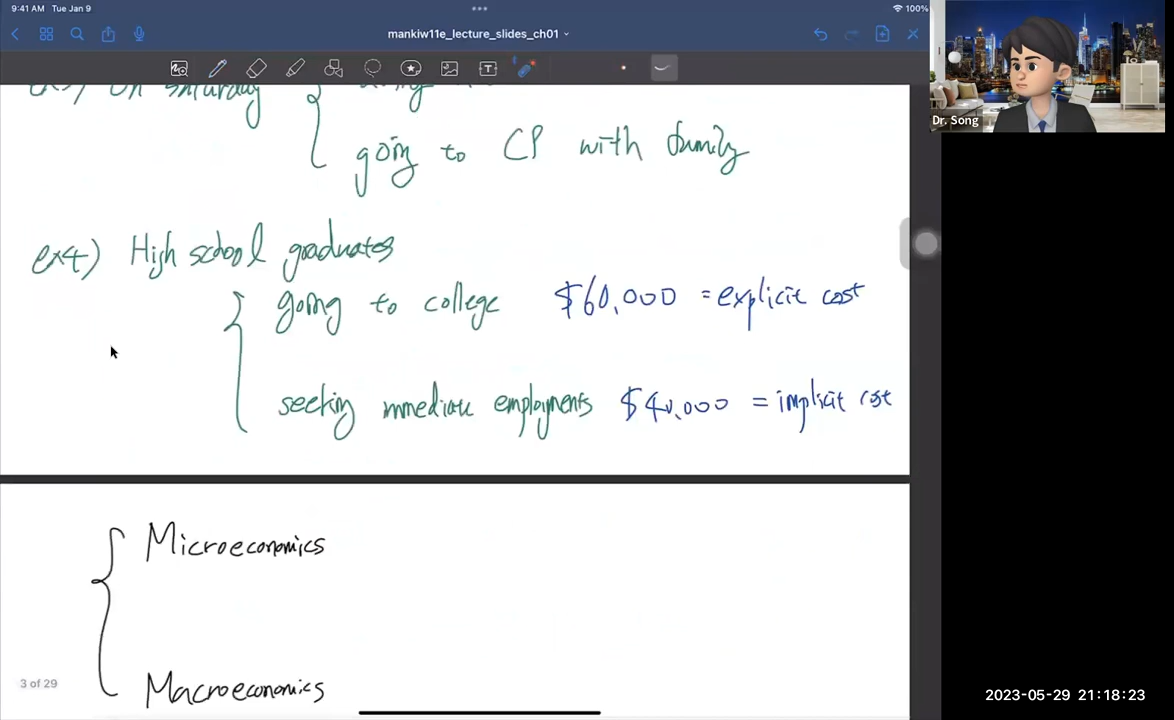 9:41 AM Tue Jan 9
100%
mankiw11e_lecture_slides_ch01
Dr. Song
on Saturday
going to CP with family
ex4) High school graduates
going to college $60,000 = explicit cost
seeking immediate employments $40,000 = implicit cost
Microeconomics
3 of 29
Macroeconomics
2023-05-29 21:18:23